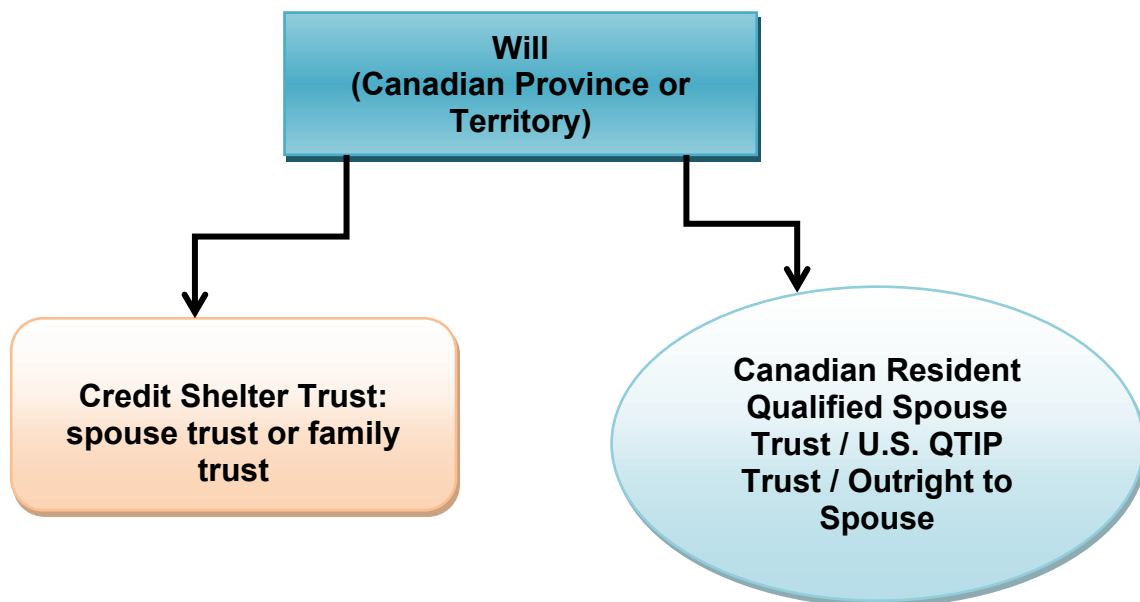 Will
(Canadian Province or
Territory)
Credit Shelter Trust:
spouse trust or family
trust
Canadian Resident
Qualified Spouse
Trust / U.S. QTIP
Trust / Outright to
Spouse